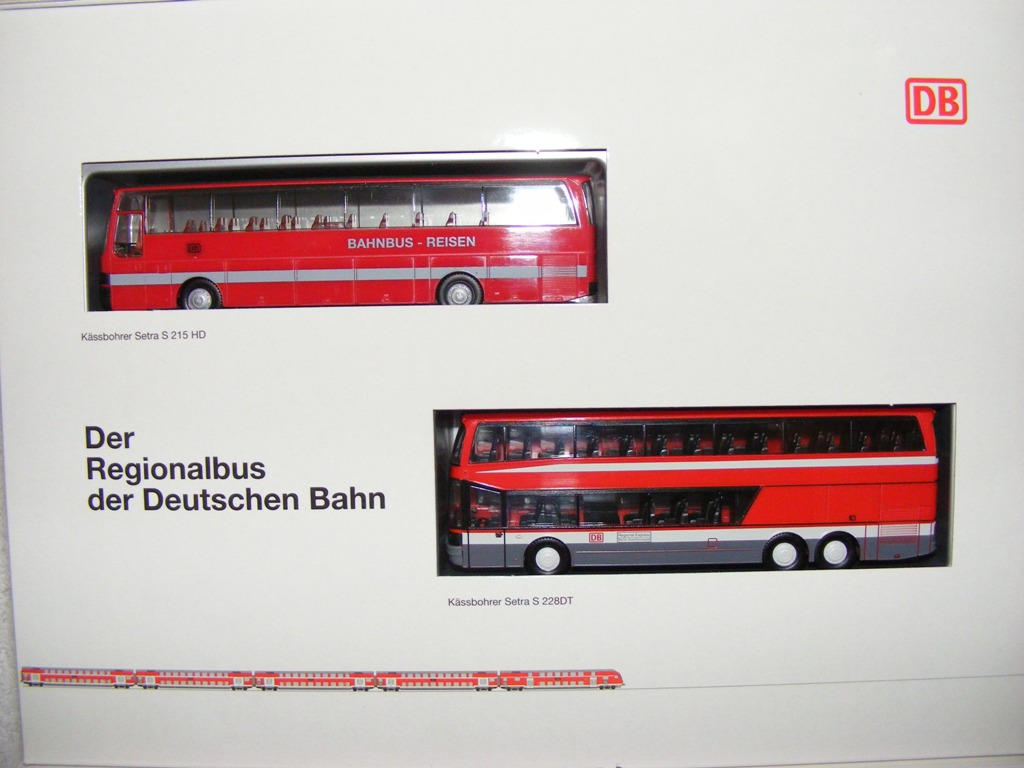 DB
BAHNBUS - REISEN
Kässbohrer Setra S 215 HD
Der
Regionalbus
der Deutschen Bahn
DB
Kässbohrer Setra S 228DT